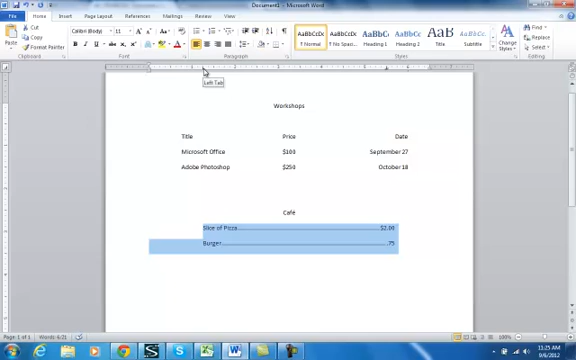 Document1 - Microsoft Word
File Home Insert Page Layout References Mailings Review View
Cut
Copy
Format Painter
Paste
Calibri (Body) 11
AaBbCcDc AaBbCcDc AaBbC AaBbCc AaB AaBbCc.
¶ Normal ¶ No Spac... Heading 1 Heading 2 Title Subtitle
Change Styles
Find
Replace
Select
Clipboard Font Paragraph Styles Editing
Left Tab
Workshops
Title Price Date
Microsoft Office $100 September 27
Adobe Photoshop $250 October 18
Café
Slice of Pizza $3.00
Burger .75
Page: 1 of 1 Words: 6/21
100%
11:25 AM
9/6/2012